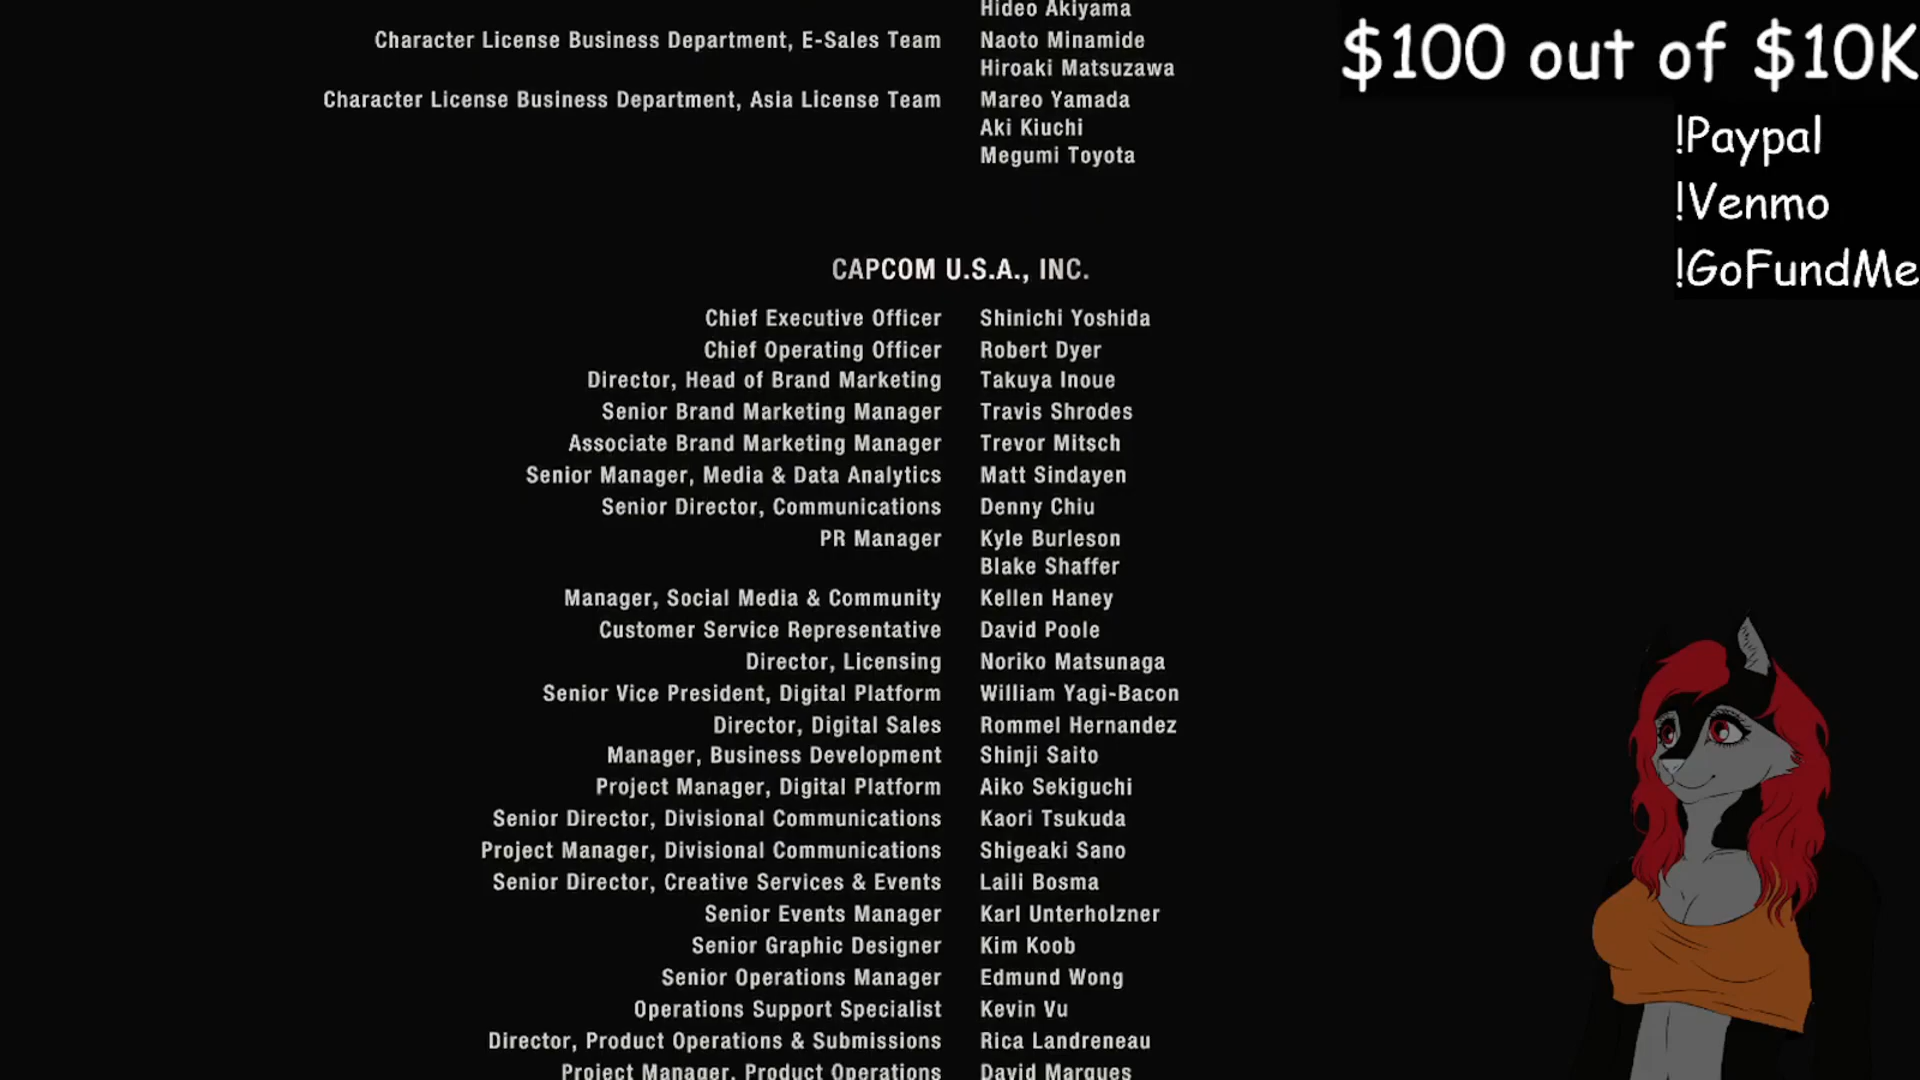 Hideo Akiyama
Character License Business Department, E-Sales Team Naoto Minamide
Hiroaki Matsuzawa
Character License Business Department, Asia License Team Mareo Yamada
Aki Kiuchi
Megumi Toyota
$100 out of $10K
!Paypal
!Venmo
!GoFundMe
CAPCOM U.S.A., INC.
Chief Executive Officer Shinichi Yoshida
Chief Operating Officer Robert Dyer
Director, Head of Brand Marketing Takuya Inoue
Senior Brand Marketing Manager Travis Shrodes
Associate Brand Marketing Manager Trevor Mitsch
Senior Manager, Media & Data Analytics Matt Sindayen
Senior Director, Communications Denny Chiu
PR Manager Kyle Burleson
Blake Shaffer
Manager, Social Media & Community Kellen Haney
Customer Service Representative David Poole
Director, Licensing Noriko Matsunaga
Senior Vice President, Digital Platform William Yagi-Bacon
Director, Digital Sales Rommel Hernandez
Manager, Business Development Shinji Saito
Project Manager, Digital Platform Aiko Sekiguchi
Senior Director, Divisional Communications Kaori Tsukuda
Project Manager, Divisional Communications Shigeaki Sano
Senior Director, Creative Services & Events Laili Bosma
Senior Events Manager Karl Unterholzner
Senior Graphic Designer Kim Koob
Senior Operations Manager Edmund Wong
Operations Support Specialist Kevin Vu
Director, Product Operations & Submissions Rica Landreneau
Project Manager, Product Operations David Marques